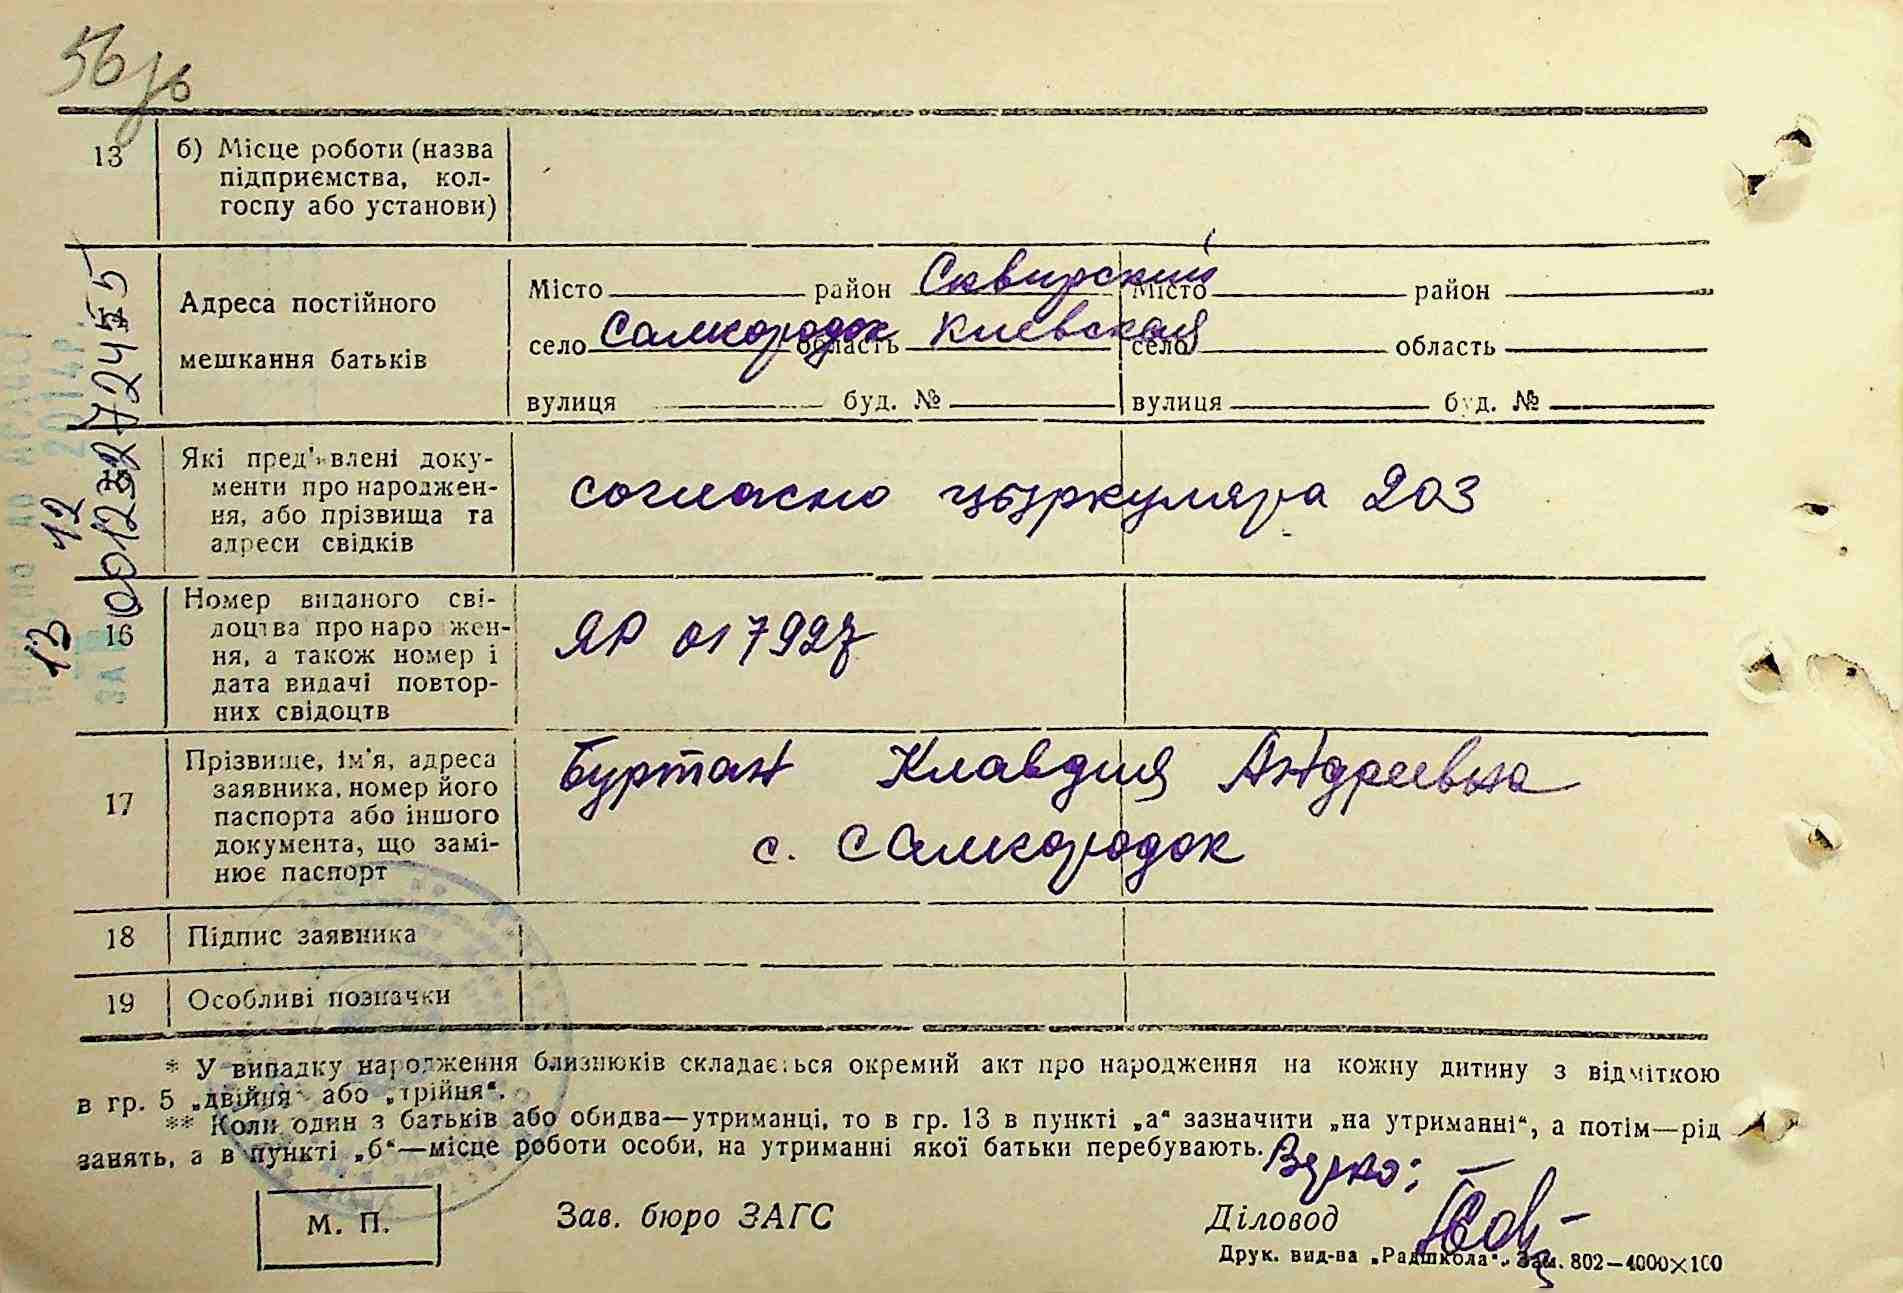 56
13
б) Місце роботи (назва
підприємства, кол-
госпу або установи)
Адреса постійного
мешкання батьків
Місто район Сквирский
село Самгородок область Киевская
вулиця буд. №
Місто район
село область
вулиця буд. №
Які пред'явлені доку-
менти про народжен-
ня, або прізвища та
адреси свідків
согласно цыркуляра 203
16
Номер виданого сві-
доцтва про народжен-
ня, а також номер і
дата видачі повтор-
них свідоцтв
ЯР 017927
17
Прізвище, ім'я, адреса
заявника, номер його
паспорта або іншого
документа, що замі-
нює паспорт
Буртан Клавдия Андреевна
с. Самгородок
18
Підпис заявника
19
Особливі позначки
* У випадку народження близнюків складається окремий акт про народження на кожну дитину з відміткою
в гр. 5 „двійня“ або „трійня“.
** Коли один з батьків або обидва—утриманці, то в гр. 13 в пункті „а“ зазначити „на утриманні“, а потім—рід
занять, а в пункті „б“—місце роботи особи, на утриманні якої батьки перебувають.
М. П.
Зав. бюро ЗАГС
Діловод
Друк. вид-ва „Радшкола“. Зам. 802—4000×100
13 12
2014 р.